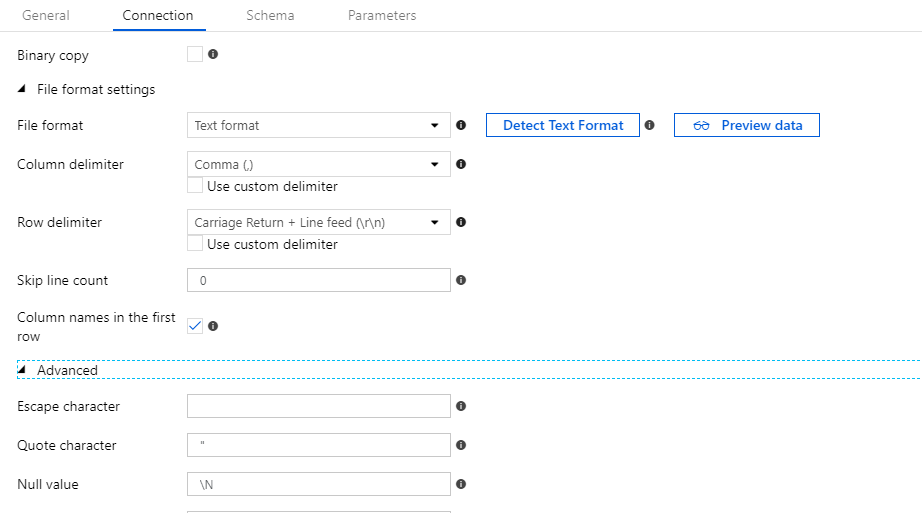 General Connection Schema Parameters
Binary copy
File format settings
File format Text format Detect Text Format Preview data
Column delimiter Comma (,)
Use custom delimiter
Row delimiter Carriage Return + Line feed (\r\n)
Use custom delimiter
Skip line count 0
Column names in the first
row
Advanced
Escape character
Quote character "
Null value \N